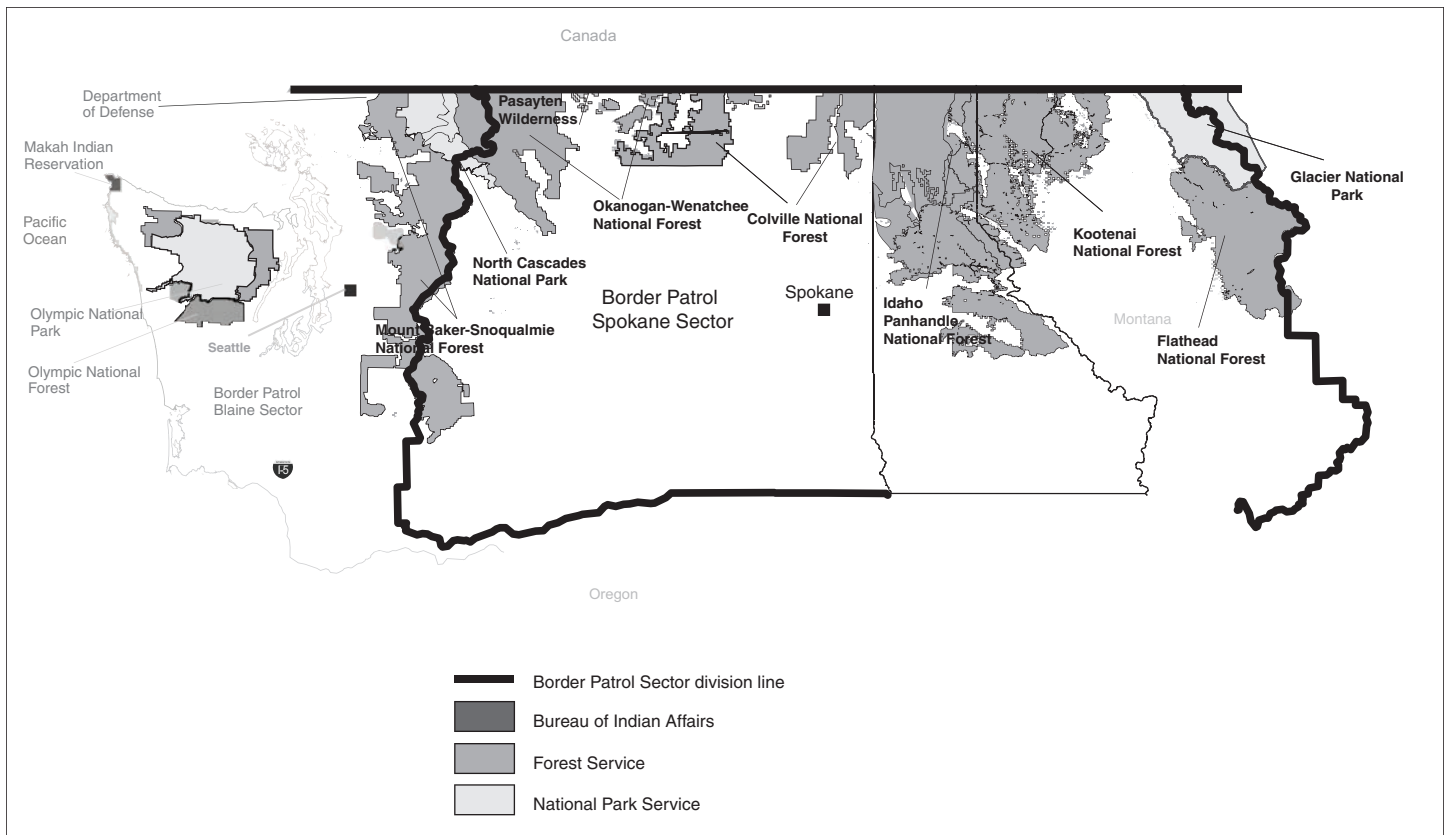 Canada
Department
of Defense
Pasayten
Wilderness
Makah Indian
Reservation
Glacier National
Park
Pacific
Ocean
Okanogan-Wenatchee
National Forest
Colville National
Forest
Kootenai
National Forest
North Cascades
National Park
Olympic National
Park
Border Patrol
Spokane Sector
Spokane
Idaho
Panhandle
National Forest
Montana
Mount Baker-Snoqualmie
National Forest
Seattle
Flathead
National Forest
Olympic National
Forest
Border Patrol
Blaine Sector
I-5
Oregon
Border Patrol Sector division line
Bureau of Indian Affairs
Forest Service
National Park Service